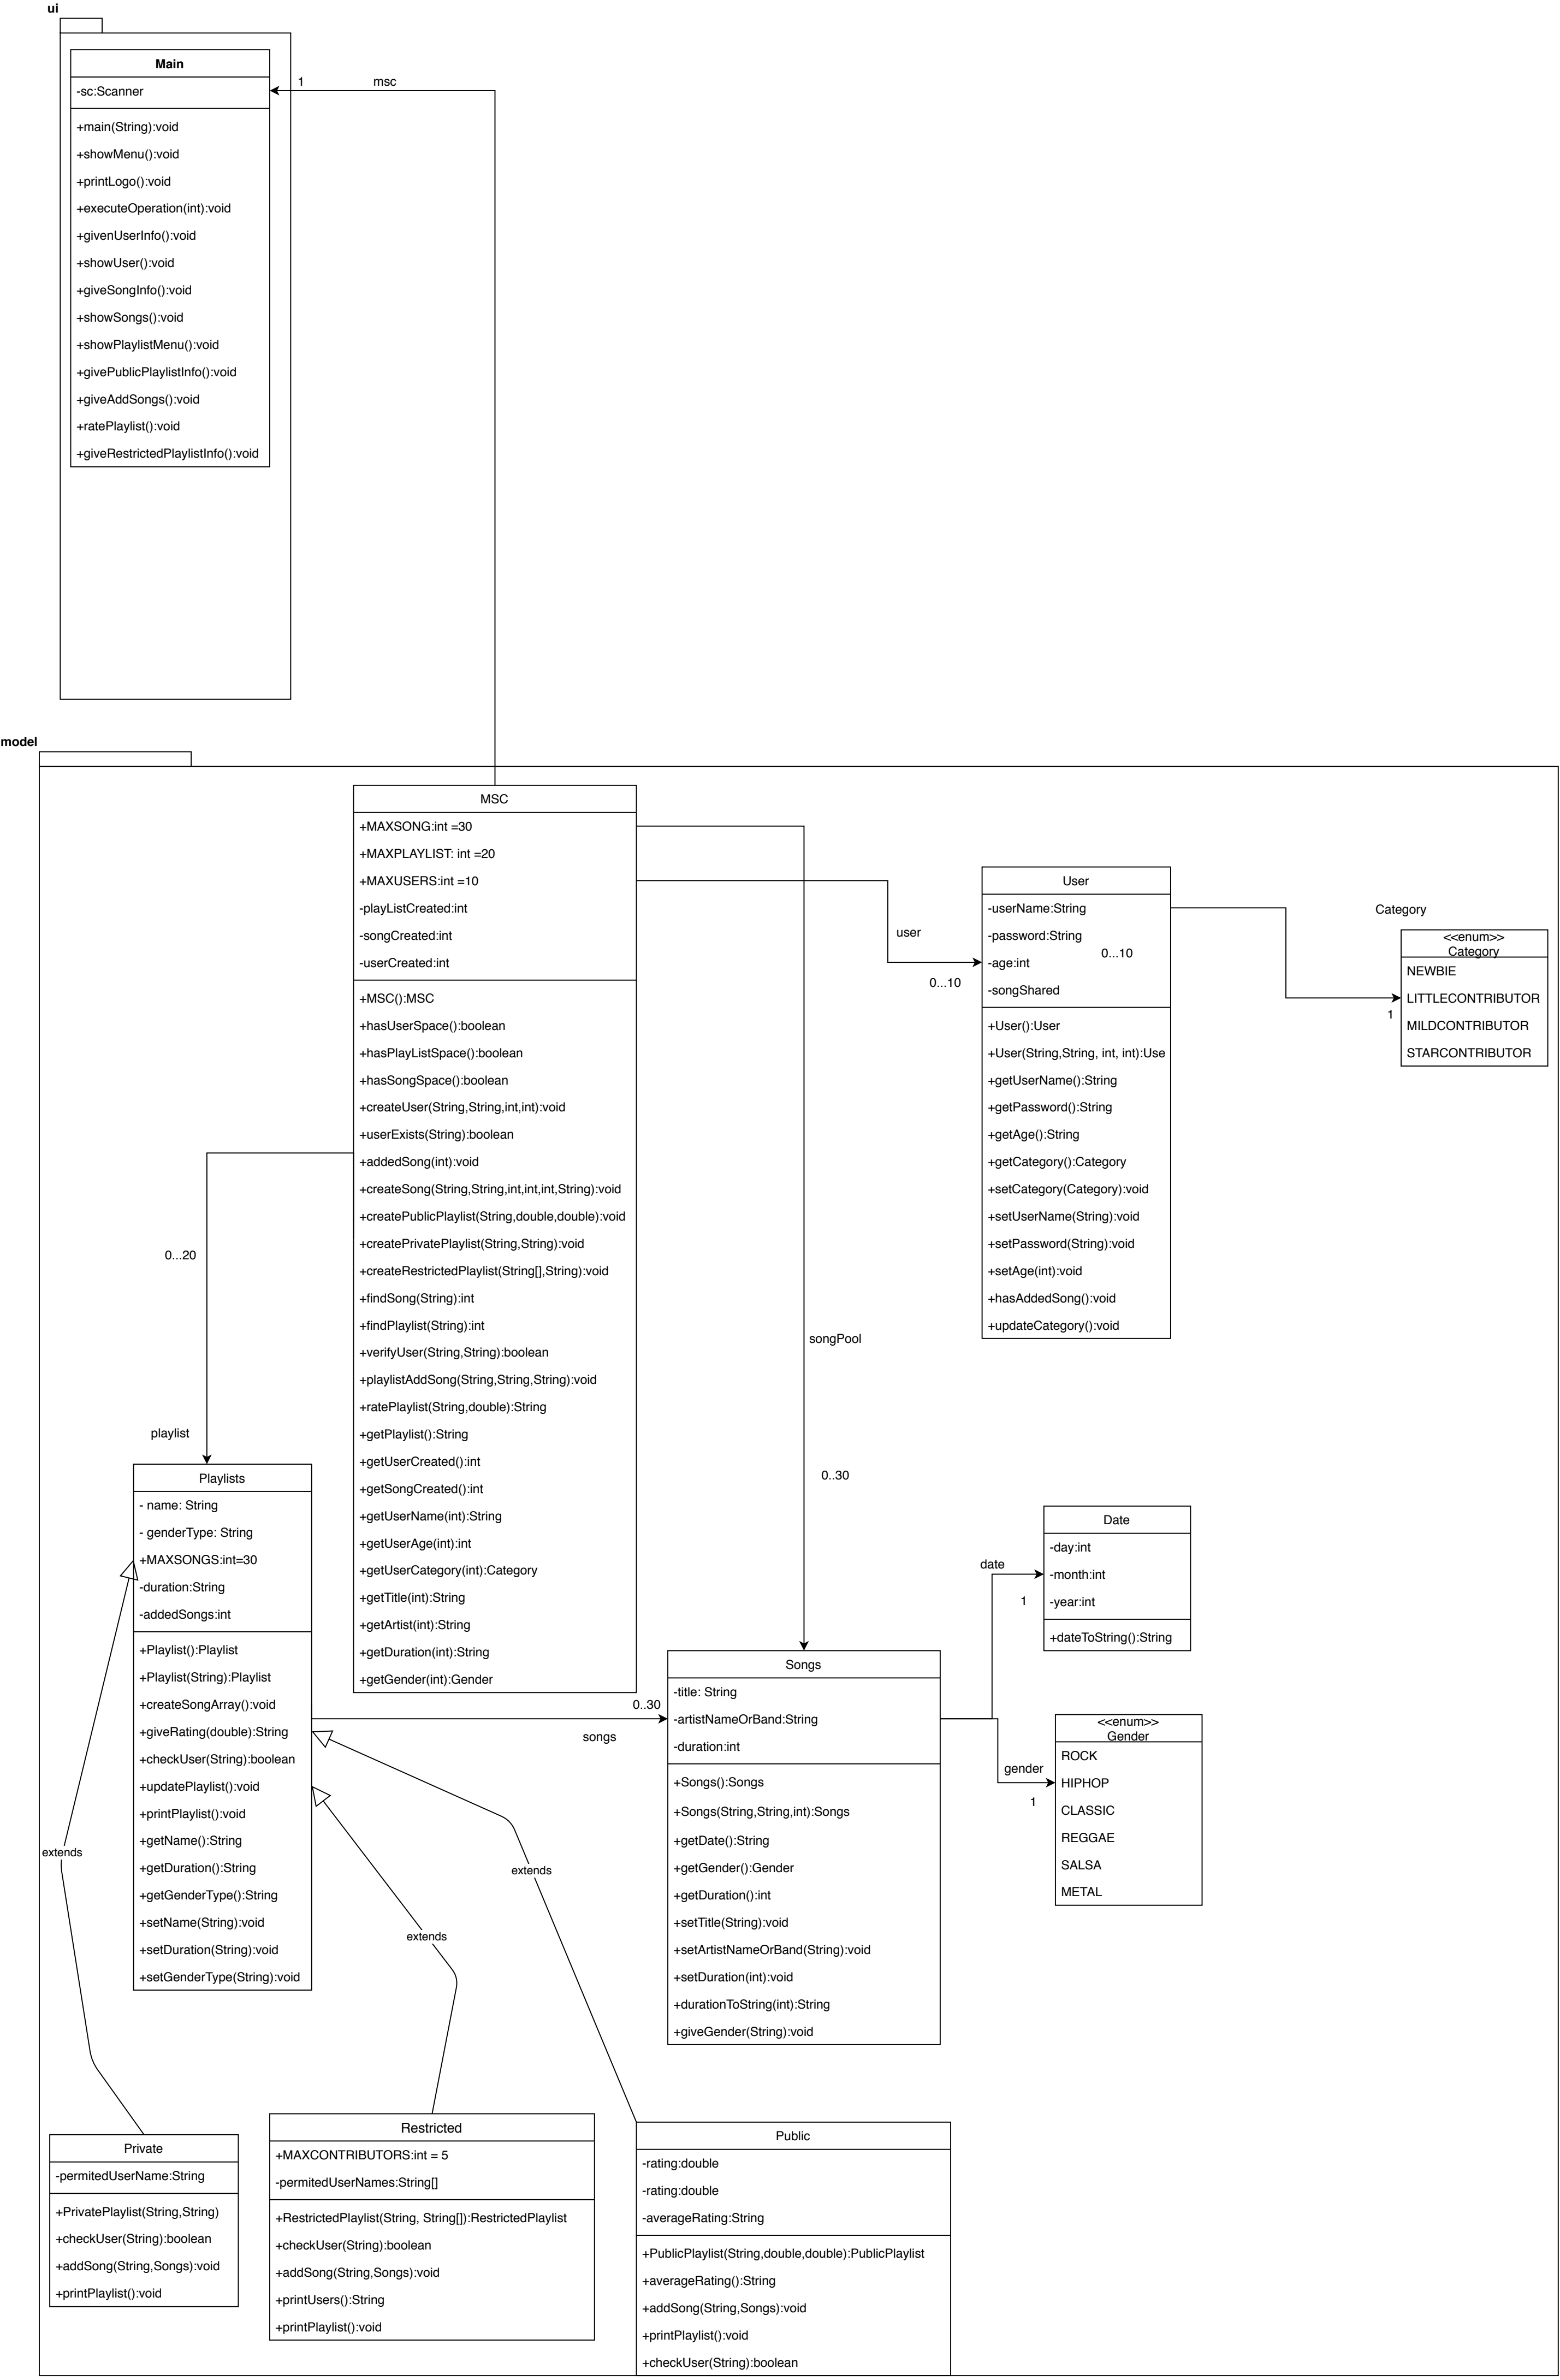 ui
Main
-sc:Scanner
+main(String):void
+showMenu():void
+printLogo():void
+executeOperation(int):void
+givenUserInfo():void
+showUser():void
+giveSongInfo():void
+showSongs():void
+showPlaylistMenu():void
+givePublicPlaylistInfo():void
+giveAddSongs():void
+ratePlaylist():void
+giveRestrictedPlaylistInfo():void
1
msc
model
MSC
+MAXSONG:int =30
+MAXPLAYLIST: int =20
+MAXUSERS:int =10
-playListCreated:int
-songCreated:int
-userCreated:int
+MSC():MSC
+hasUserSpace():boolean
+hasPlayListSpace():boolean
+hasSongSpace():boolean
+createUser(String,String,int,int):void
+userExists(String):boolean
+addedSong(int):void
+createSong(String,String,int,int,int,String):void
+createPublicPlaylist(String,double,double):void
+createPrivatePlaylist(String,String):void
+createRestrictedPlaylist(String[],String):void
+findSong(String):int
+findPlaylist(String):int
+verifyUser(String,String):boolean
+playlistAddSong(String,String,String):void
+ratePlaylist(String,double):String
+getPlaylist():String
+getUserCreated():int
+getSongCreated():int
+getUserName(int):String
+getUserAge(int):int
+getUserCategory(int):Category
+getTitle(int):String
+getArtist(int):String
+getDuration(int):String
+getGender(int):Gender
user
0...10
User
-userName:String
-password:String
-age:int
-songShared
0...10
+User():User
+User(String,String, int, int):Use
+getUserName():String
+getPassword():String
+getAge():String
+getCategory():Category
+setCategory(Category):void
+setUserName(String):void
+setPassword(String):void
+setAge(int):void
+hasAddedSong():void
+updateCategory():void
Category
1
<<enum>>
Category
NEWBIE
LITTLECONTRIBUTOR
MILDCONTRIBUTOR
STARCONTRIBUTOR
0...20
playlist
songPool
0..30
Playlists
- name: String
- genderType: String
+MAXSONGS:int=30
-duration:String
-addedSongs:int
+Playlist():Playlist
+Playlist(String):Playlist
+createSongArray():void
+giveRating(double):String
+checkUser(String):boolean
+updatePlaylist():void
+printPlaylist():void
+getName():String
+getDuration():String
+getGenderType():String
+setName(String):void
+setDuration(String):void
+setGenderType(String):void
0..30
songs
Songs
-title: String
-artistNameOrBand:String
-duration:int
+Songs():Songs
+Songs(String,String,int):Songs
+getDate():String
+getGender():Gender
+getDuration():int
+setTitle(String):void
+setArtistNameOrBand(String):void
+setDuration(int):void
+durationToString(int):String
+giveGender(String):void
date
1
Date
-day:int
-month:int
-year:int
+dateToString():String
gender
1
<<enum>>
Gender
ROCK
HIPHOP
CLASSIC
REGGAE
SALSA
METAL
extends
extends
extends
Private
-permitedUserName:String
+PrivatePlaylist(String,String)
+checkUser(String):boolean
+addSong(String,Songs):void
+printPlaylist():void
Restricted
+MAXCONTRIBUTORS:int = 5
-permitedUserNames:String[]
+RestrictedPlaylist(String, String[]):RestrictedPlaylist
+checkUser(String):boolean
+addSong(String,Songs):void
+printUsers():String
+printPlaylist():void
Public
-rating:double
-rating:double
-averageRating:String
+PublicPlaylist(String,double,double):PublicPlaylist
+averageRating():String
+addSong(String,Songs):void
+printPlaylist():void
+checkUser(String):boolean